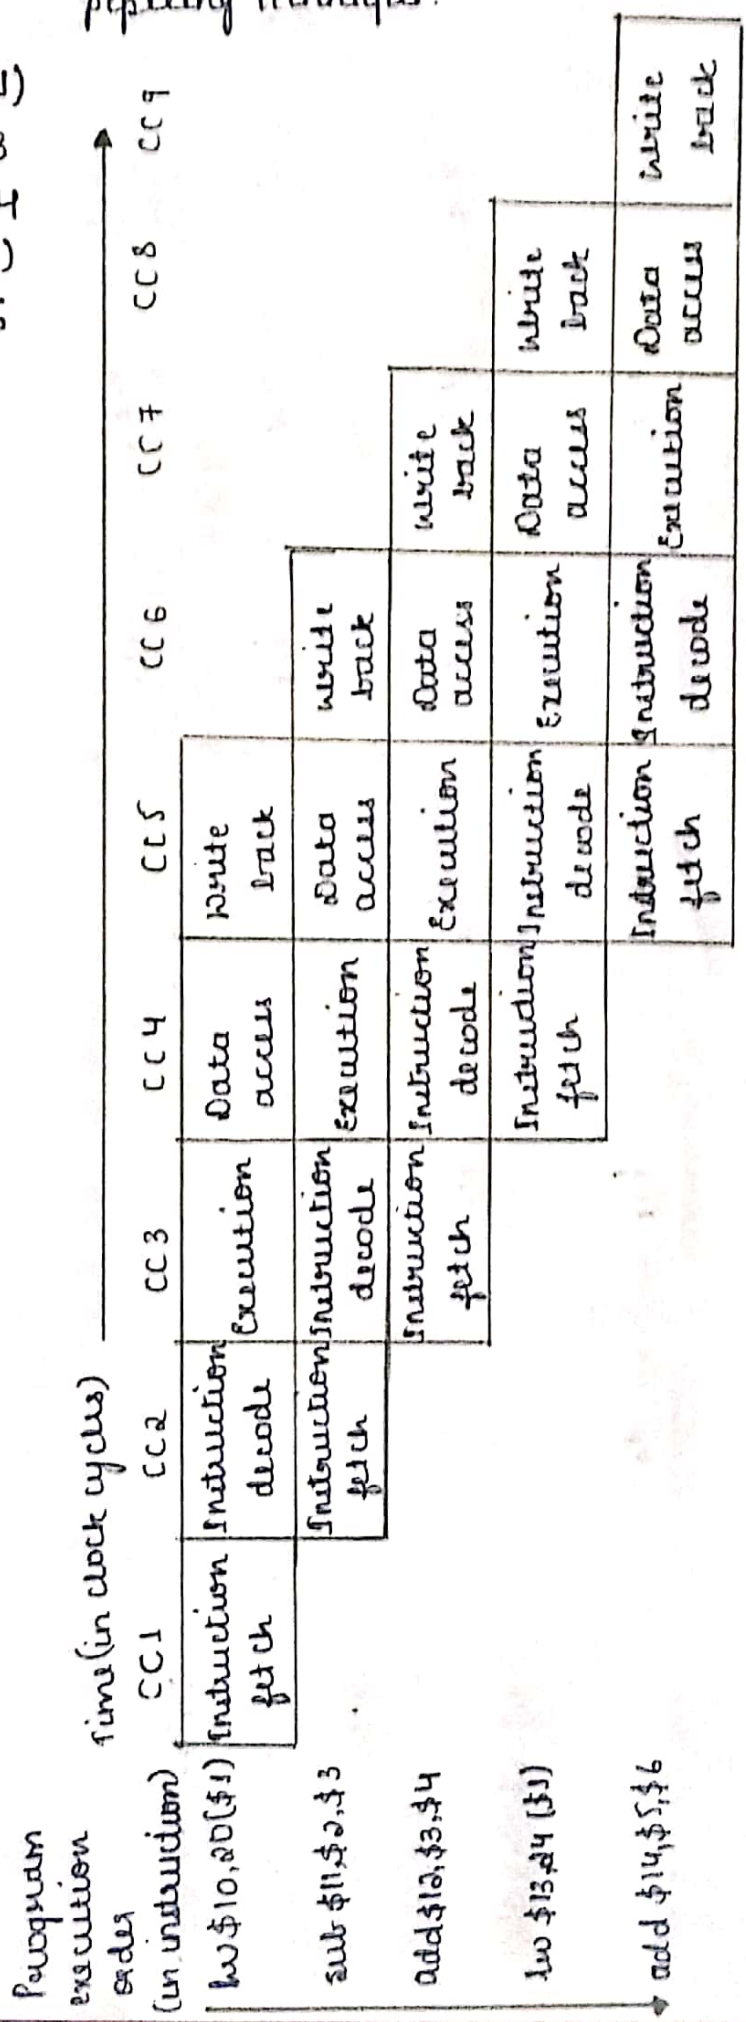 pipelining technique.
Program
execution
order
(in instruction)
Time (in clock cycles)
CC1 CC2 CC3 CC4 CC5 CC6 CC7 CC8 CC9
lw $10,20($1) Instruction fetch Instruction decode Execution Data access Write back
sub $11,$2,$3 Instruction fetch Instruction decode Execution Data access write back
add $12,$3,$4 Instruction fetch Instruction decode Execution Data access write back
lw $13,24 ($1) Instruction fetch Instruction decode Execution Data access write back
add $14,$5,$6 Instruction fetch Instruction decode Execution Data access write back